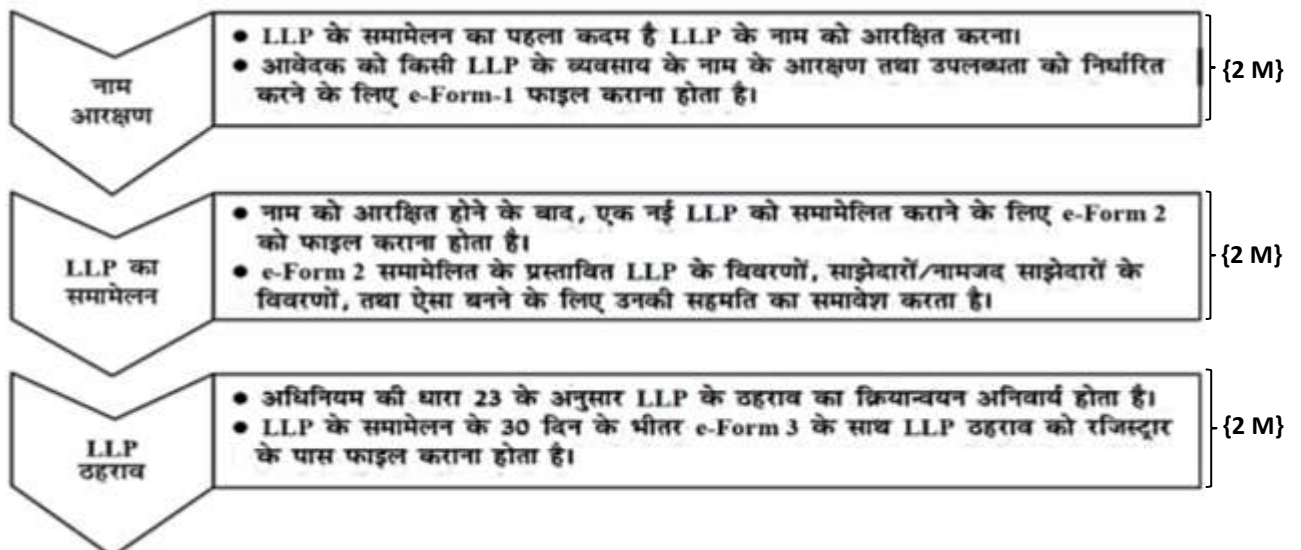 ● LLP के समामेलन का पहला कदम है LLP के नाम को आरक्षित करना।
● आवेदक को किसी LLP के व्यवसाय के नाम के आरक्षण तथा उपलब्धता को निर्धारित
करने के लिए e-Form-1 फाइल कराना होता है।
{2 M}
नाम
आरक्षण
● नाम को आरक्षित होने के बाद, एक नई LLP को समामेलित कराने के लिए e-Form 2
को फाइल कराना होता है।
● e-Form 2 समामेलित के प्रस्तावित LLP के विवरणों, साझेदारों/नामजद साझेदारों के
विवरणों, तथा ऐसा बनने के लिए उनकी सहमति का समावेश करता है।
{2 M}
LLP का
समामेलन
● अधिनियम की धारा 23 के अनुसार LLP के ठहराव का क्रियान्वयन अनिवार्य होता है।
● LLP के समामेलन के 30 दिन के भीतर e-Form 3 के साथ LLP ठहराव को रजिस्ट्रार
के पास फाइल कराना होता है।
{2 M}
LLP
ठहराव